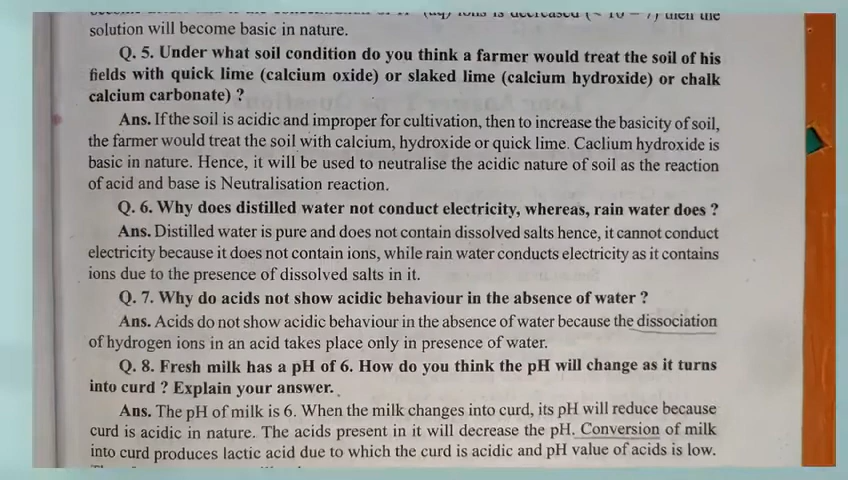 (aq) ions is decreased (< 10 – 7) then the
solution will become basic in nature.
Q. 5. Under what soil condition do you think a farmer would treat the soil of his
fields with quick lime (calcium oxide) or slaked lime (calcium hydroxide) or chalk
calcium carbonate) ?
Ans. If the soil is acidic and improper for cultivation, then to increase the basicity of soil,
the farmer would treat the soil with calcium, hydroxide or quick lime. Caclium hydroxide is
basic in nature. Hence, it will be used to neutralise the acidic nature of soil as the reaction
of acid and base is Neutralisation reaction.
Q. 6. Why does distilled water not conduct electricity, whereas, rain water does ?
Ans. Distilled water is pure and does not contain dissolved salts hence, it cannot conduct
electricity because it does not contain ions, while rain water conducts electricity as it contains
ions due to the presence of dissolved salts in it.
Q. 7. Why do acids not show acidic behaviour in the absence of water ?
Ans. Acids do not show acidic behaviour in the absence of water because the dissociation
of hydrogen ions in an acid takes place only in presence of water.
Q. 8. Fresh milk has a pH of 6. How do you think the pH will change as it turns
into curd ? Explain your answer.
Ans. The pH of milk is 6. When the milk changes into curd, its pH will reduce because
curd is acidic in nature. The acids present in it will decrease the pH. Conversion of milk
into curd produces lactic acid due to which the curd is acidic and pH value of acids is low.